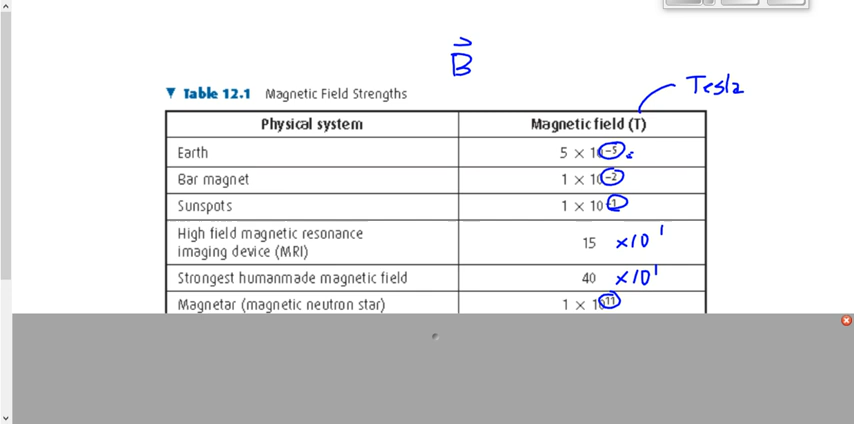 B
Tesla
▼ Table 12.1 Magnetic Field Strengths
Physical system Magnetic field (T)
Earth 5 × 10⁻⁵
Bar magnet 1 × 10⁻²
Sunspots 1 × 10⁻¹
High field magnetic resonance
imaging device (MRI) 15 ×10¹
Strongest humanmade magnetic field 40 ×10¹
Magnetar (magnetic neutron star) 1 × 10¹¹